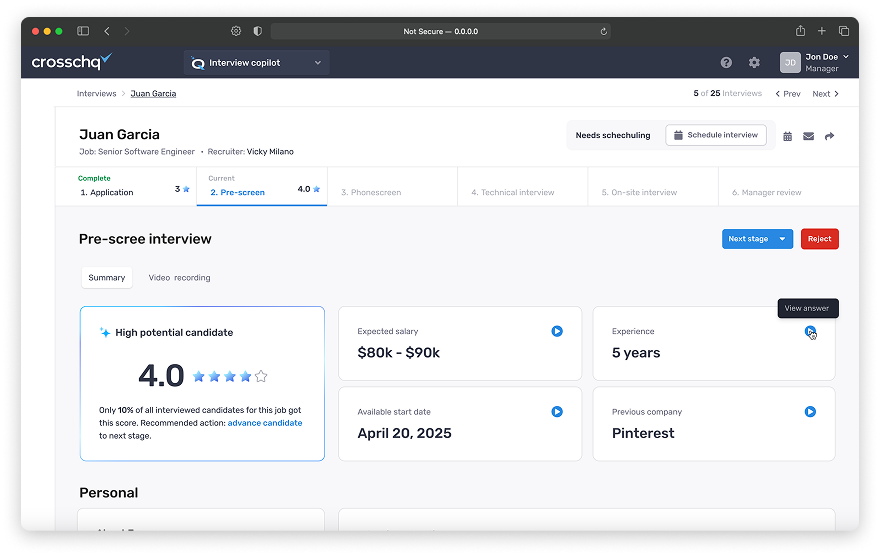 Not Secure — 0.0.0.0
crosschq
Interview copilot
JD
Jon Doe
Manager
Interviews > Juan Garcia
5 of 25 Interviews
Prev
Next
Juan Garcia
Job: Senior Software Engineer • Recruiter: Vicky Milano
Needs schechuling
Schedule interview
Complete
1. Application
3
Current
2. Pre-screen
4.0
3. Phonescreen
4. Technical interview
5. On-site interview
6. Manager review
Pre-scree interview
Next stage
Reject
Summary
Video recording
High potential candidate
4.0
Only 10% of all interviewed candidates for this job got
this score. Recommended action: advance candidate
to next stage.
Expected salary
$80k - $90k
View answer
Experience
5 years
Available start date
April 20, 2025
Previous company
Pinterest
Personal